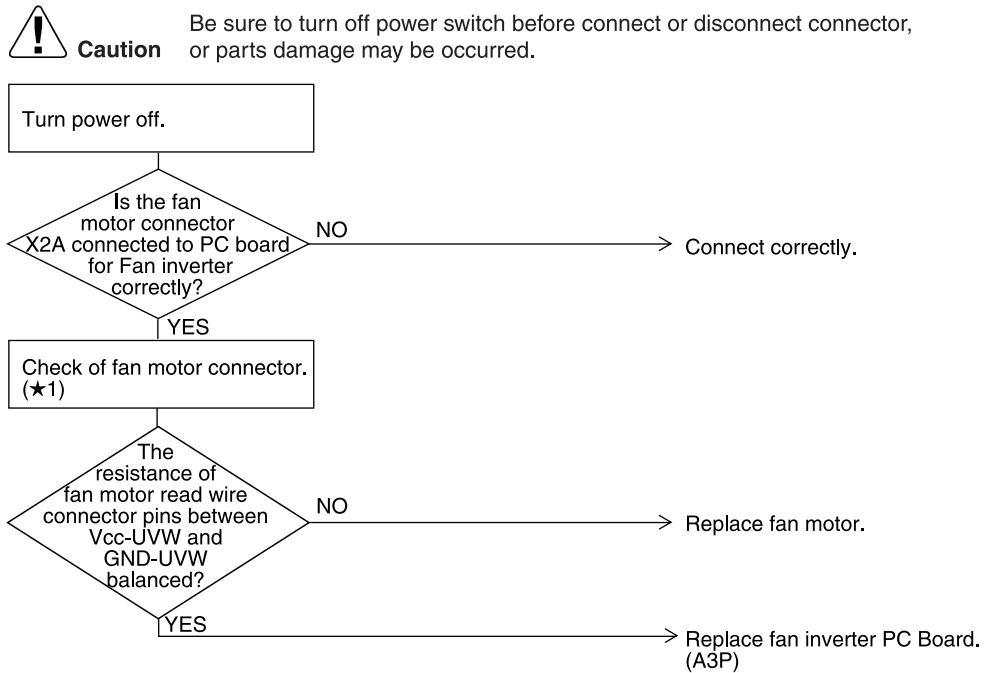 Caution
Be sure to turn off power switch before connect or disconnect connector,
or parts damage may be occurred.
Turn power off.
Is the fan
motor connector
X2A connected to PC board
for Fan inverter
correctly?
NO
Connect correctly.
YES
Check of fan motor connector.
(★1)
The
resistance of
fan motor read wire
connector pins between
Vcc-UVW and
GND-UVW
balanced?
NO
Replace fan motor.
YES
Replace fan inverter PC Board.
(A3P)